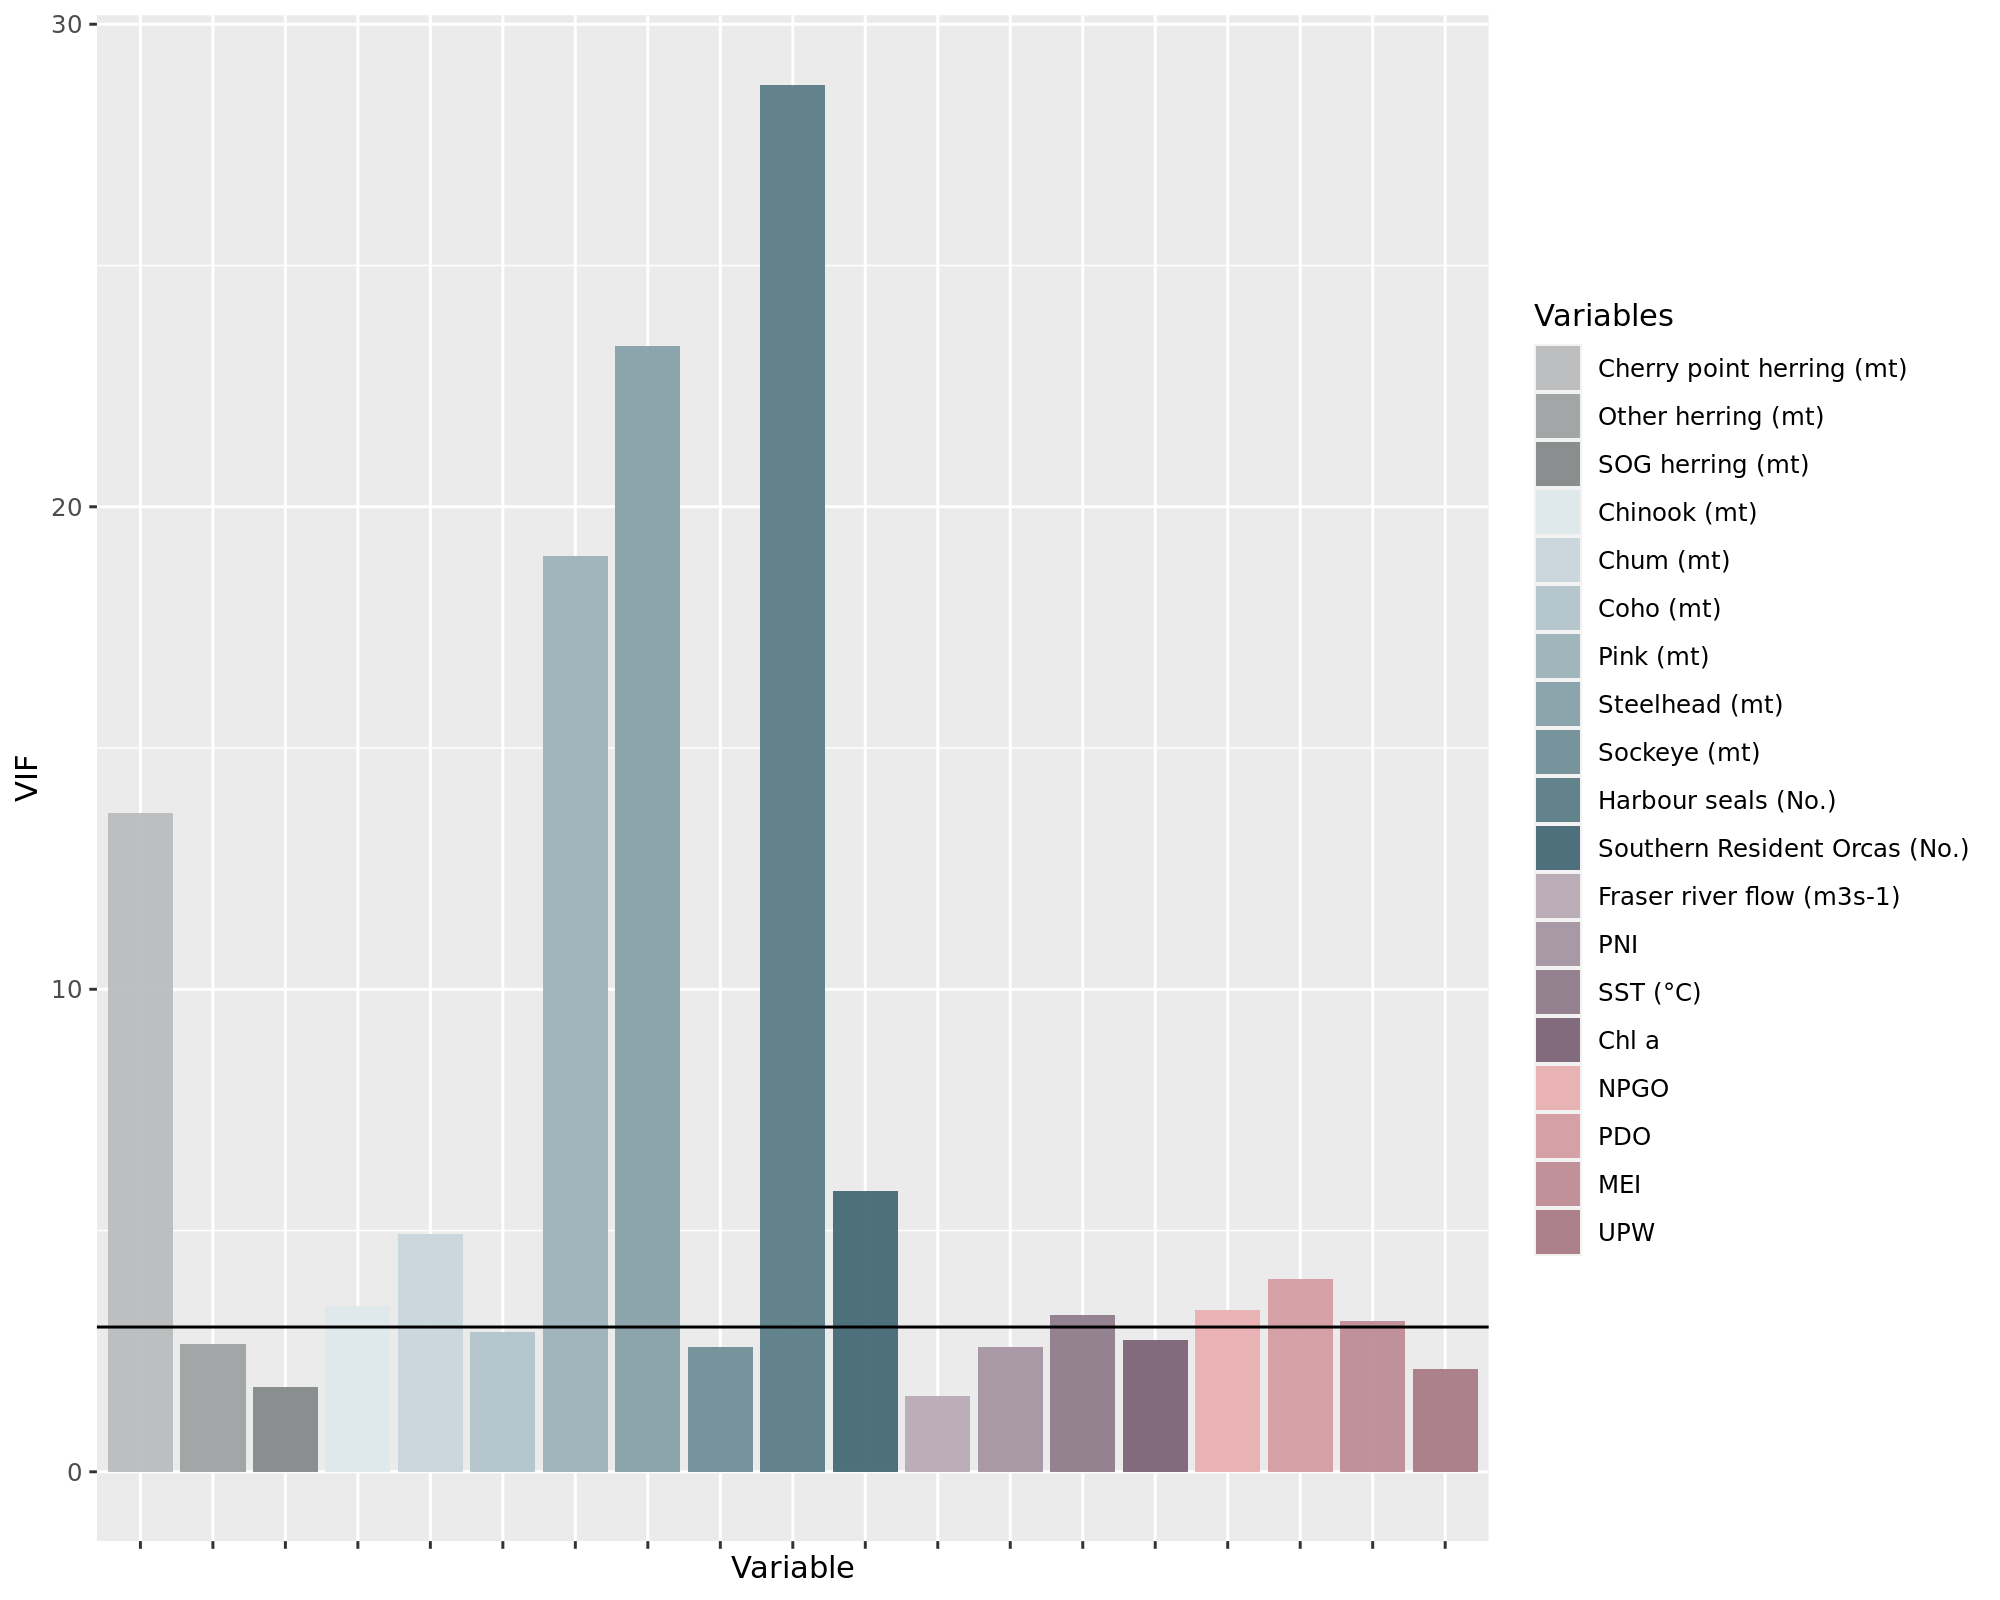 30
20
10
0
VIF
Variable
Variables
Cherry point herring (mt)
Other herring (mt)
SOG herring (mt)
Chinook (mt)
Chum (mt)
Coho (mt)
Pink (mt)
Steelhead (mt)
Sockeye (mt)
Harbour seals (No.)
Southern Resident Orcas (No.)
Fraser river flow (m3s-1)
PNI
SST (°C)
Chl a
NPGO
PDO
MEI
UPW